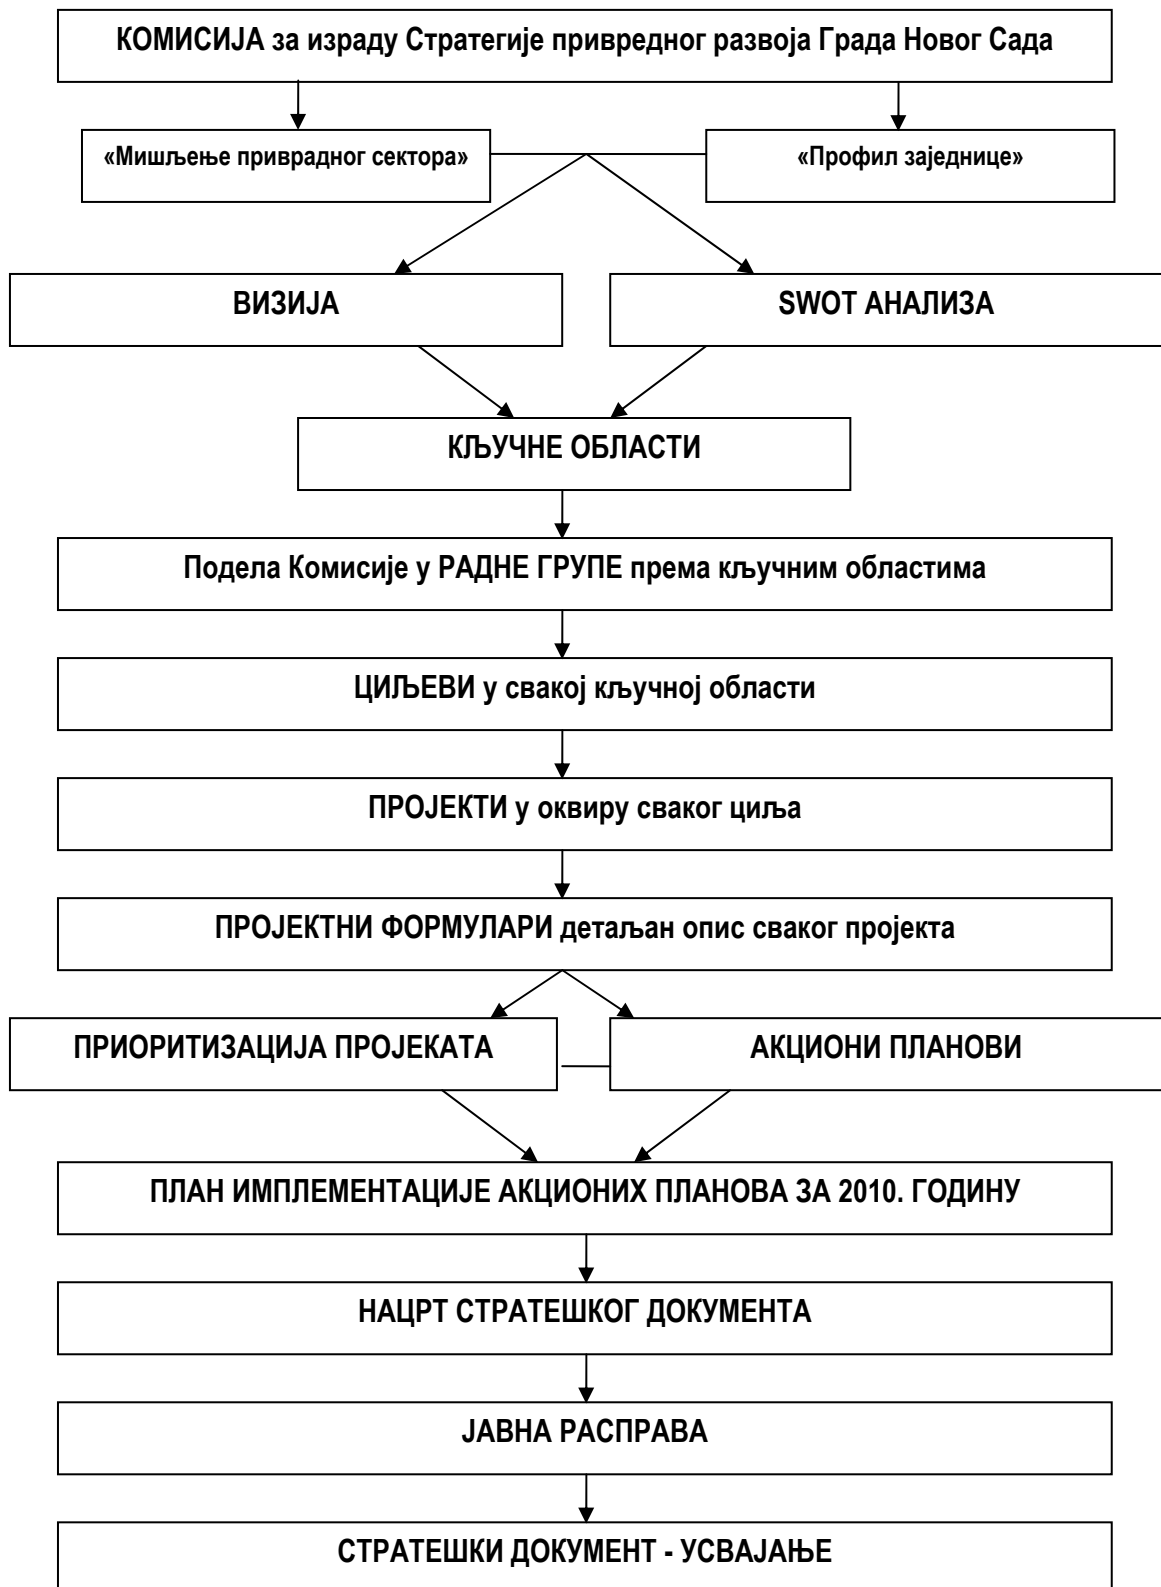 КОМИСИЈА за израду Стратегије привредног развоја Града Новог Сада
«Мишљење приврадног сектора»
«Профил заједнице»
ВИЗИЈА
SWOT АНАЛИЗА
КЉУЧНЕ ОБЛАСТИ
Подела Комисије у РАДНЕ ГРУПЕ према кључним областима
ЦИЉЕВИ у свакој кључној области
ПРОЈЕКТИ у оквиру сваког циља
ПРОЈЕКТНИ ФОРМУЛАРИ детаљан опис сваког пројекта
ПРИОРИТИЗАЦИЈА ПРОЈЕКАТА
АКЦИОНИ ПЛАНОВИ
ПЛАН ИМПЛЕМЕНТАЦИЈЕ АКЦИОНИХ ПЛАНОВА ЗА 2010. ГОДИНУ
НАЦРТ СТРАТЕШКОГ ДОКУМЕНТА
ЈАВНА РАСПРАВА
СТРАТЕШКИ ДОКУМЕНТ - УСВАЈАЊЕ